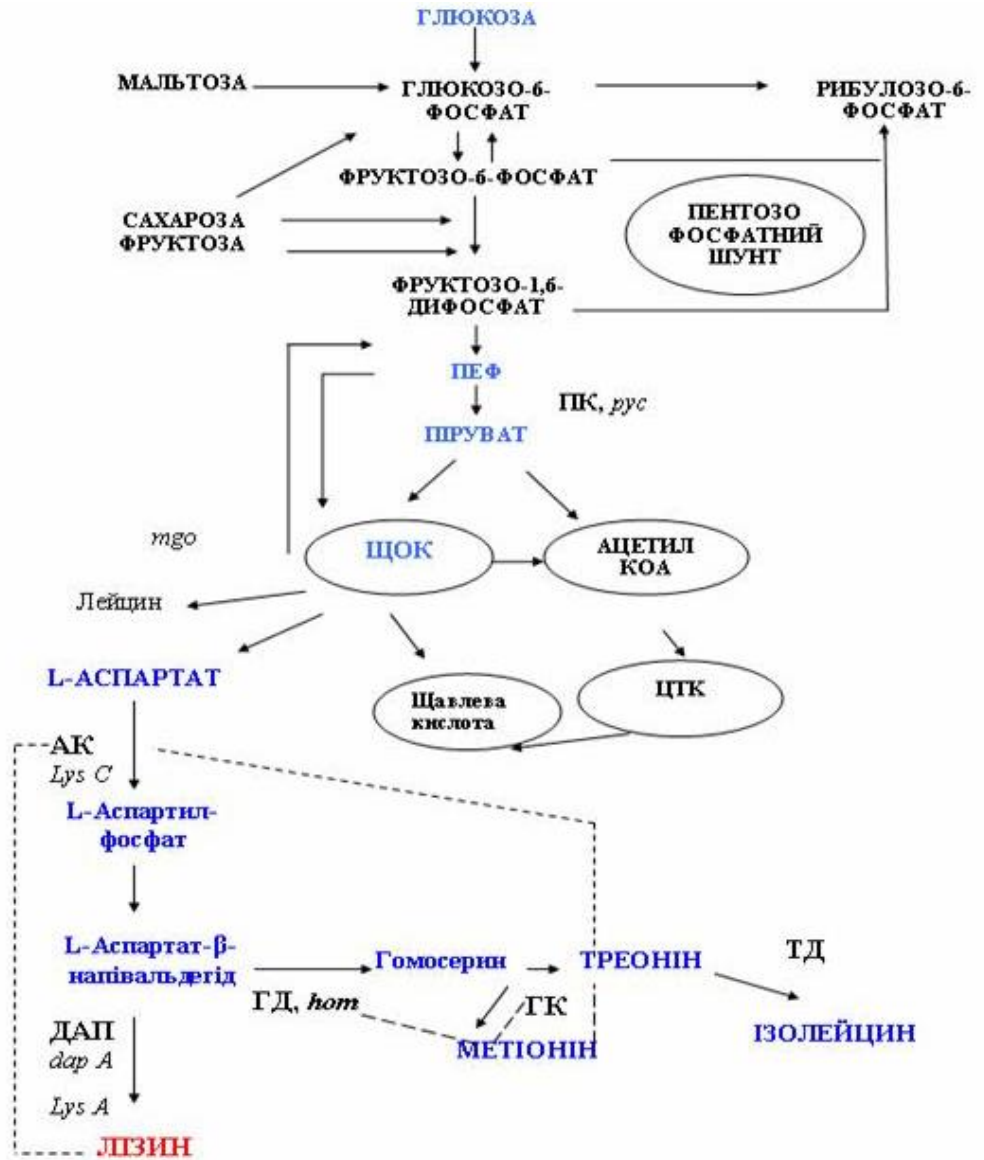 ГЛЮКОЗА
МАЛЬТОЗА
ГЛЮКОЗО-6-
ФОСФАТ
РИБУЛОЗО-6-
ФОСФАТ
ФРУКТОЗО-6-ФОСФАТ
САХАРОЗА
ФРУКТОЗА
ПЕНТОЗО
ФОСФАТНИЙ
ШУНТ
ФРУКТОЗО-1,6-
ДИФОСФАТ
ПЕФ
ПК, рус
ПІРУВАТ
mgo
ЩОК
АЦЕТИЛ
КОА
Лейцин
L-АСПАРТАТ
Щавлева
кислота
ЦТК
АК
Lys C
L-Аспартил-
фосфат
L-Аспартат-β-
напівальдегід
Гомосерин
ТРЕОНІН
ТД
ГД, hom
ГК
МЕТІОНІН
ІЗОЛЕЙЦИН
ДАП
dap A
Lys A
ЛІЗИН